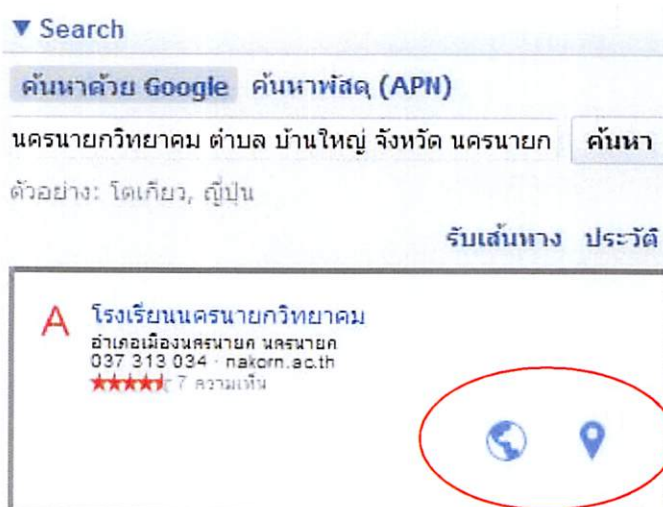 ▼ Search
ค้นหาด้วย Google ค้นหาพัสดุ (APN)
นครนายกวิทยาคม ตำบล บ้านใหญ่ จังหวัด นครนายก ค้นหา
ตัวอย่าง: โตเกียว, ญี่ปุ่น
รับเส้นทาง ประวัติ
A โรงเรียนนครนายกวิทยาคม
อำเภอเมืองนครนายก นครนายก
037 313 034 · nakorn.ac.th
7 ความเห็น